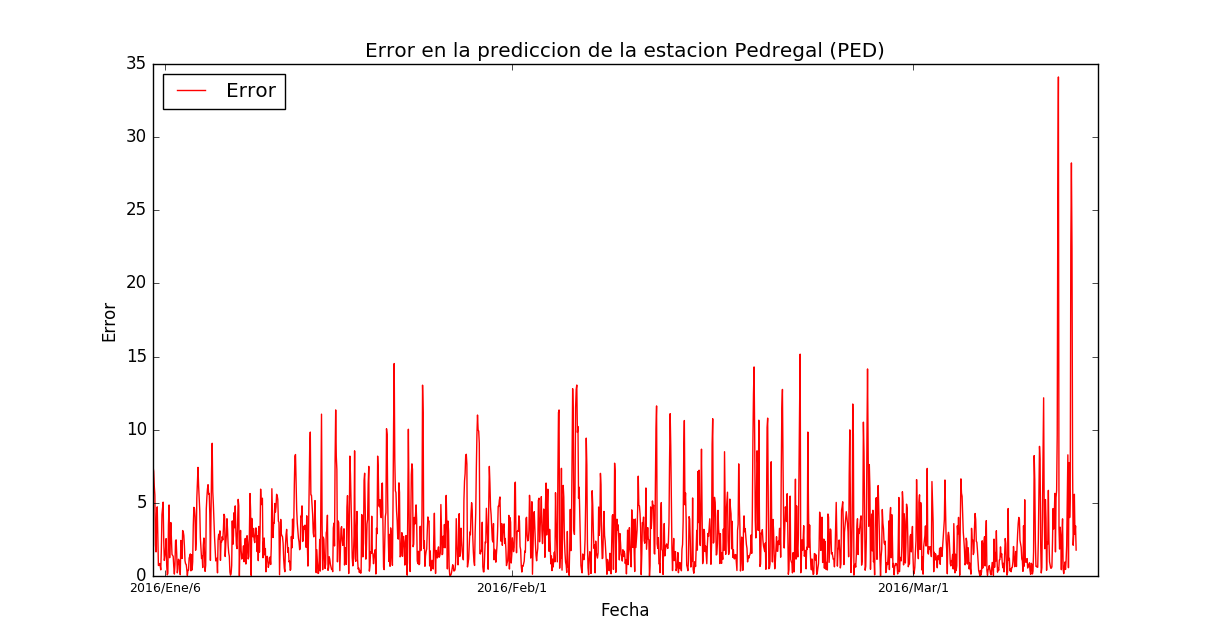 Error en la prediccion de la estacion Pedregal (PED)
Error
35
30
25
20
15
10
5
0
Error
2016/Ene/6
2016/Feb/1
2016/Mar/1
Fecha